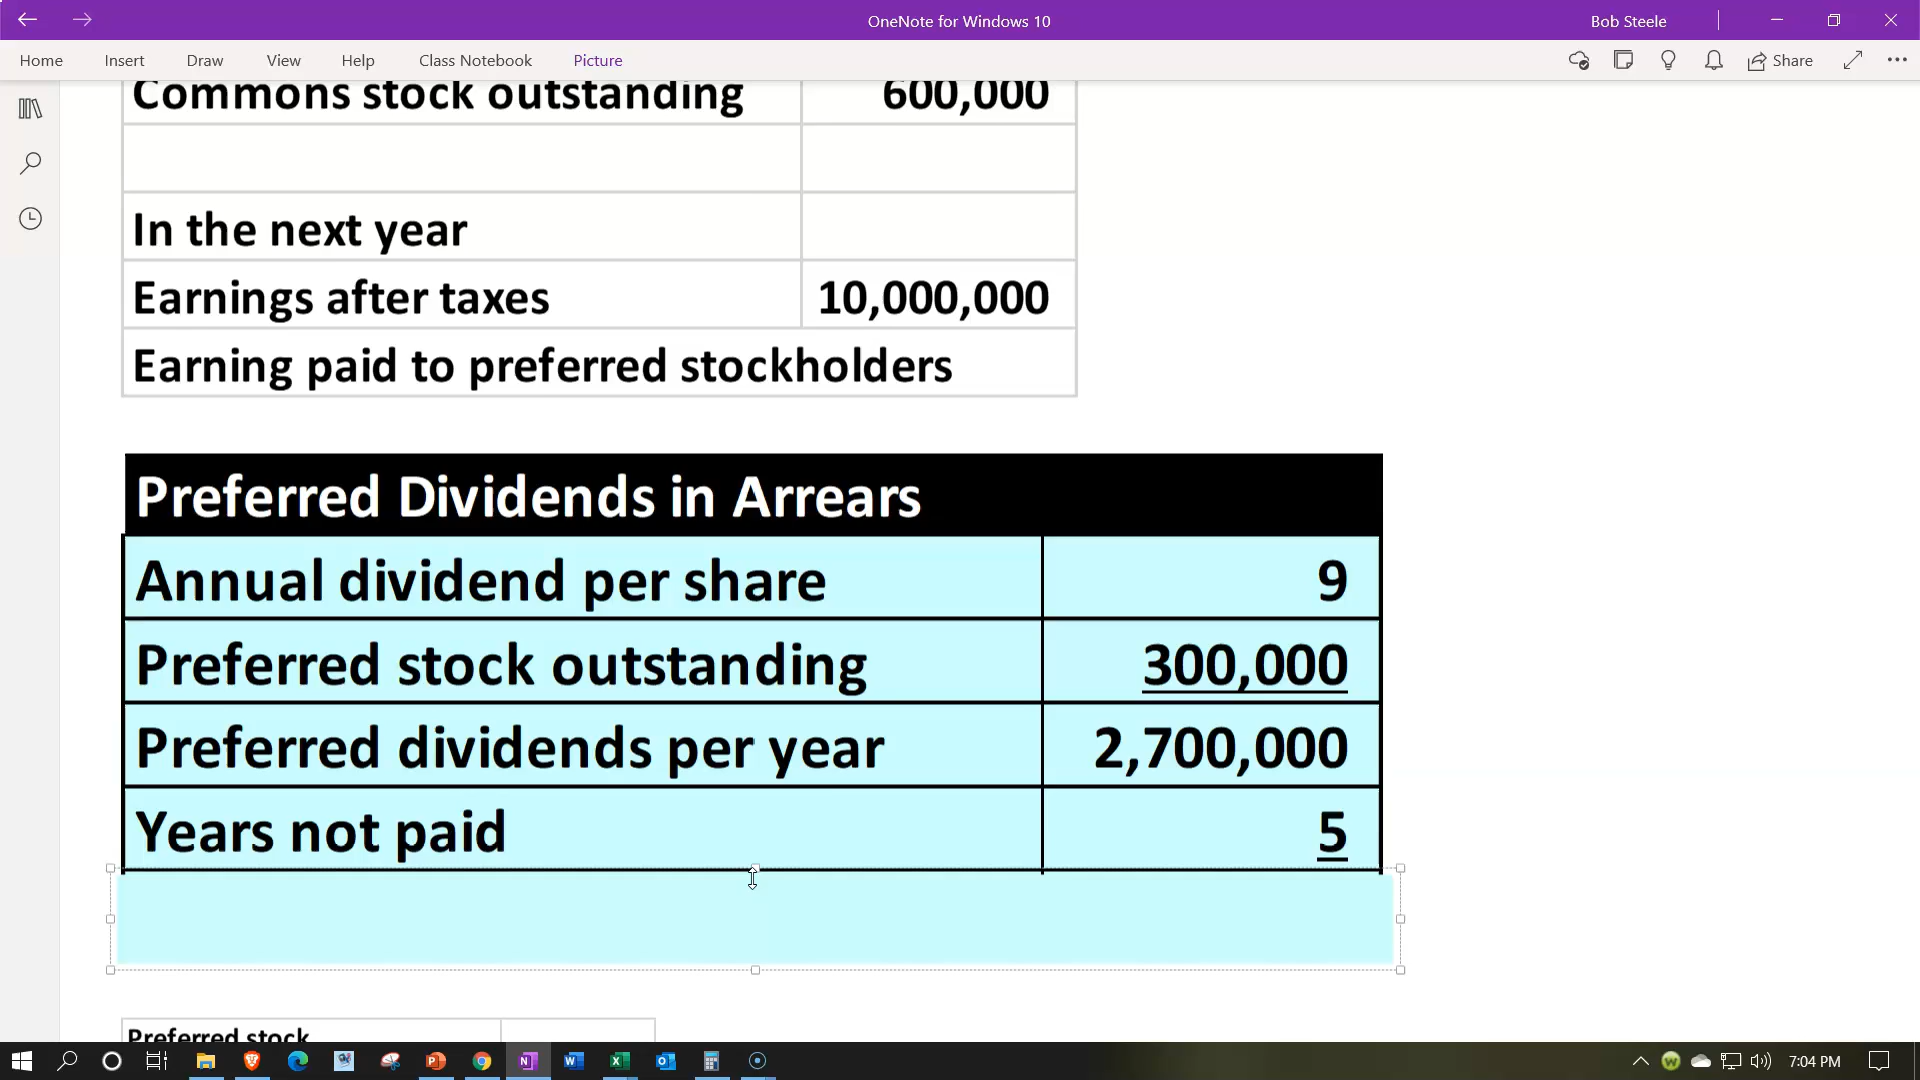 OneNote for Windows 10
Bob Steele
Home Insert Draw View Help Class Notebook Picture Share
Commons stock outstanding 600,000
In the next year
Earnings after taxes 10,000,000
Earning paid to preferred stockholders
Preferred Dividends in Arrears
Annual dividend per share 9
Preferred stock outstanding 300,000
Preferred dividends per year 2,700,000
Years not paid 5
Preferred stock
7:04 PM